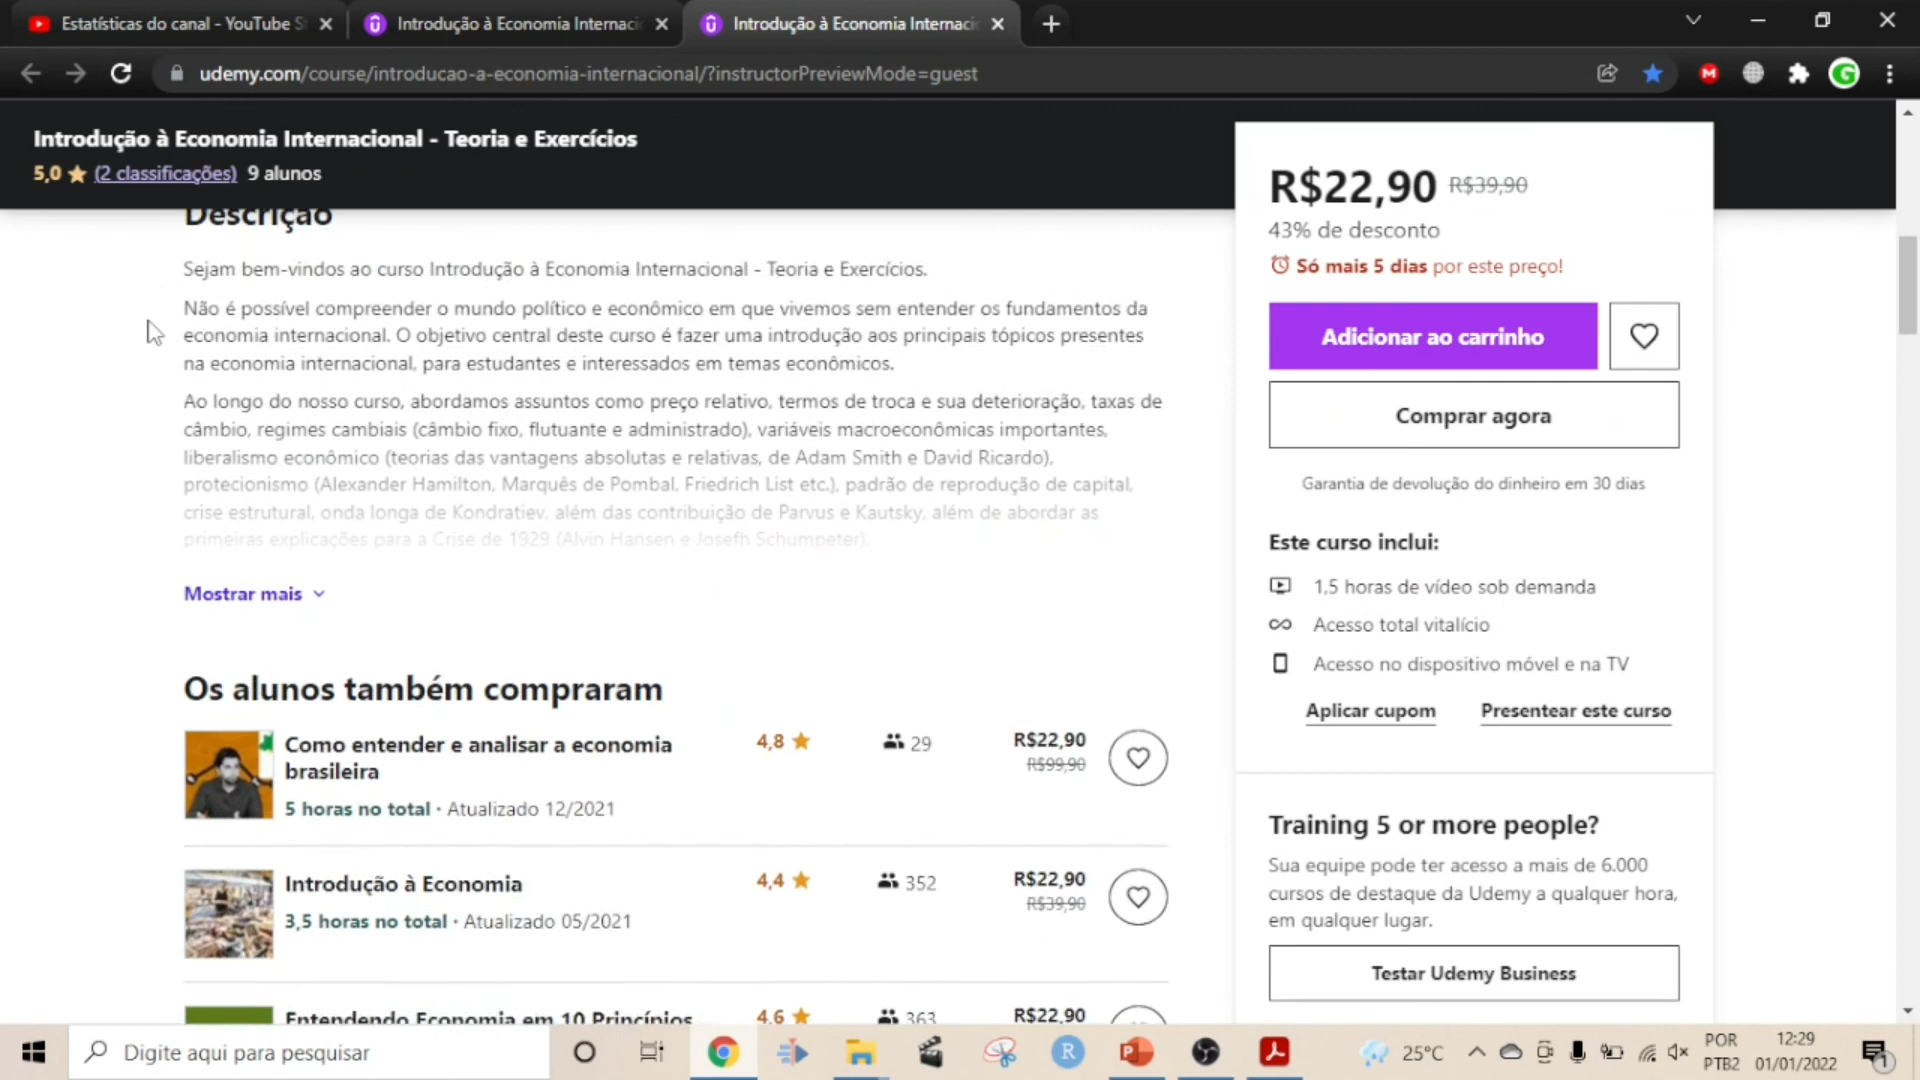 Estatísticas do canal - YouTube S
Introdução à Economia Internaci
Introdução à Economia Internaci
udemy.com/course/introducao-a-economia-internacional/?instructorPreviewMode=guest
Introdução à Economia Internacional - Teoria e Exercícios
5,0 (2 classificações) 9 alunos
Descrição
Sejam bem-vindos ao curso Introdução à Economia Internacional - Teoria e Exercícios.
Não é possível compreender o mundo político e econômico em que vivemos sem entender os fundamentos da
economia internacional. O objetivo central deste curso é fazer uma introdução aos principais tópicos presentes
na economia internacional, para estudantes e interessados em temas econômicos.
Ao longo do nosso curso, abordamos assuntos como preço relativo, termos de troca e sua deterioração, taxas de
câmbio, regimes cambiais (câmbio fixo, flutuante e administrado), variáveis macroeconômicas importantes,
liberalismo econômico (teorias das vantagens absolutas e relativas, de Adam Smith e David Ricardo),
protecionismo (Alexander Hamilton, Marquês de Pombal, Friedrich List etc.), padrão de reprodução de capital,
crise estrutural, onda longa de Kondratiev, além das contribuição de Parvus e Kautsky, além de abordar as
primeiras explicações para a Crise de 1929 (Alvin Hansen e Josefh Schumpeter).
Mostrar mais
Os alunos também compraram
Como entender e analisar a economia
brasileira
5 horas no total · Atualizado 12/2021
4,8
29
R$22,90
R$99,90
Introdução à Economia
3,5 horas no total · Atualizado 05/2021
4,4
352
R$22,90
R$39,90
Entendendo Economia em 10 Princípios
4,6
363
R$22,90
R$22,90 R$39,90
43% de desconto
Só mais 5 dias por este preço!
Adicionar ao carrinho
Comprar agora
Garantia de devolução do dinheiro em 30 dias
Este curso inclui:
1,5 horas de vídeo sob demanda
Acesso total vitalício
Acesso no dispositivo móvel e na TV
Aplicar cupom Presentear este curso
Training 5 or more people?
Sua equipe pode ter acesso a mais de 6.000
cursos de destaque da Udemy a qualquer hora,
em qualquer lugar.
Testar Udemy Business
Digite aqui para pesquisar
R
P
25°C
POR
PTB2
12:29
01/01/2022
1